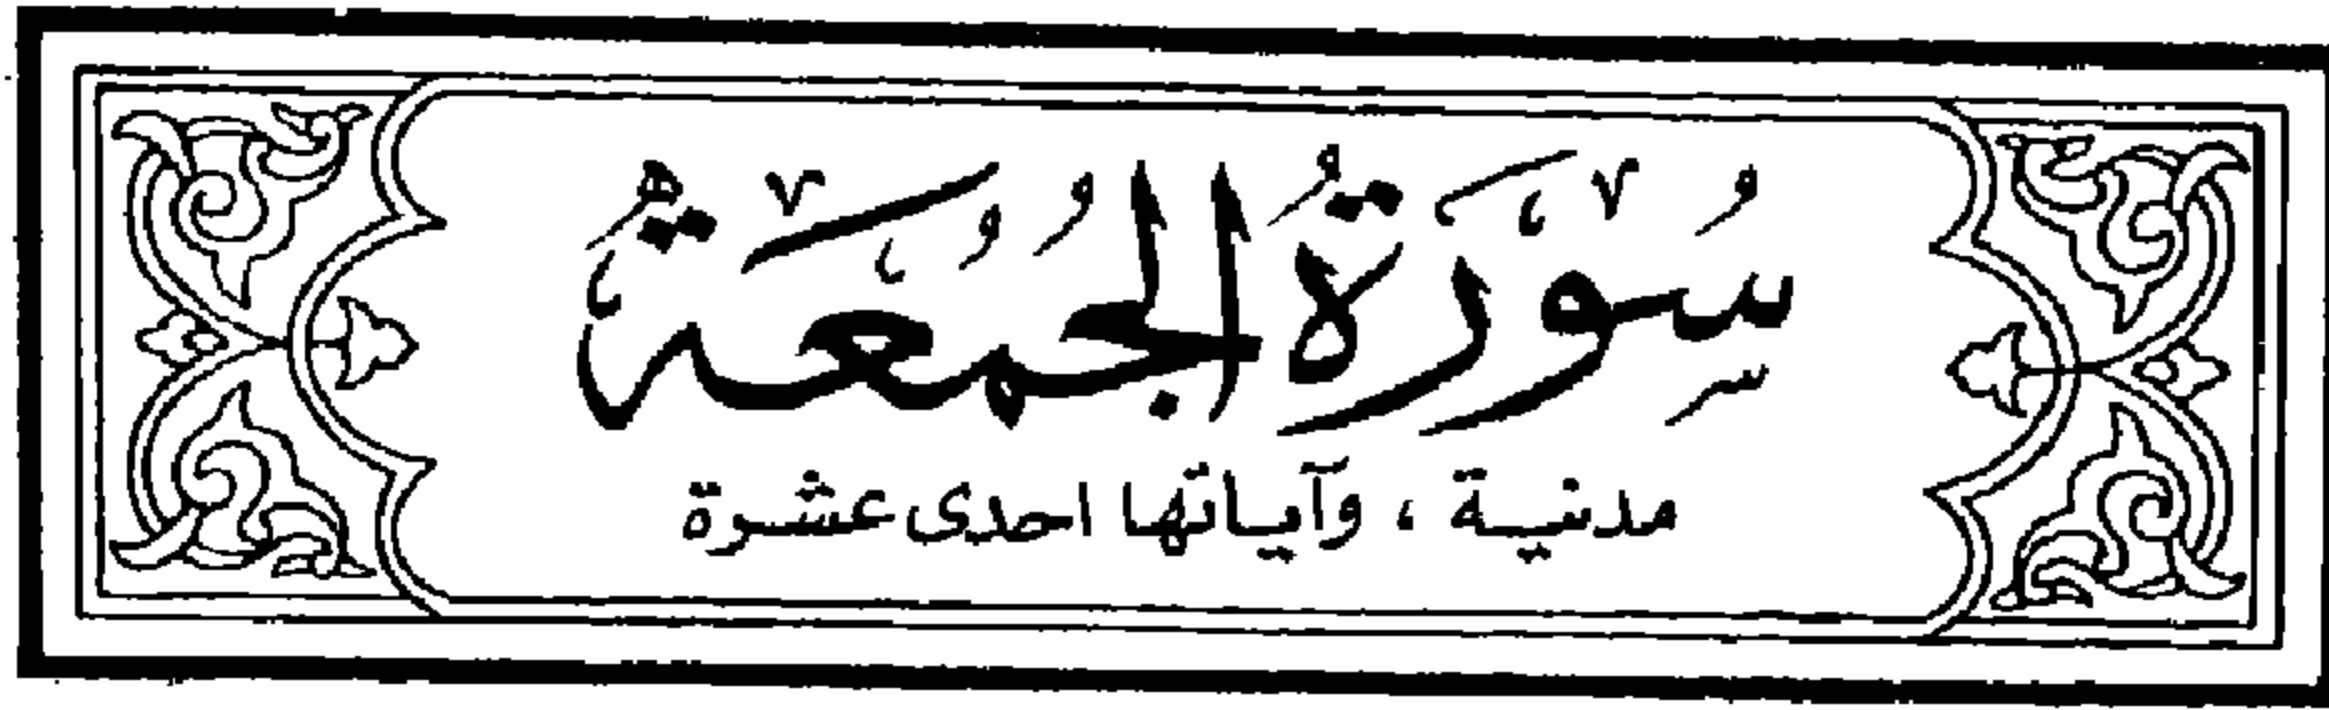 سُورَةُ الجُمُعَة
مدنية ، وآياتها احدى عشرة